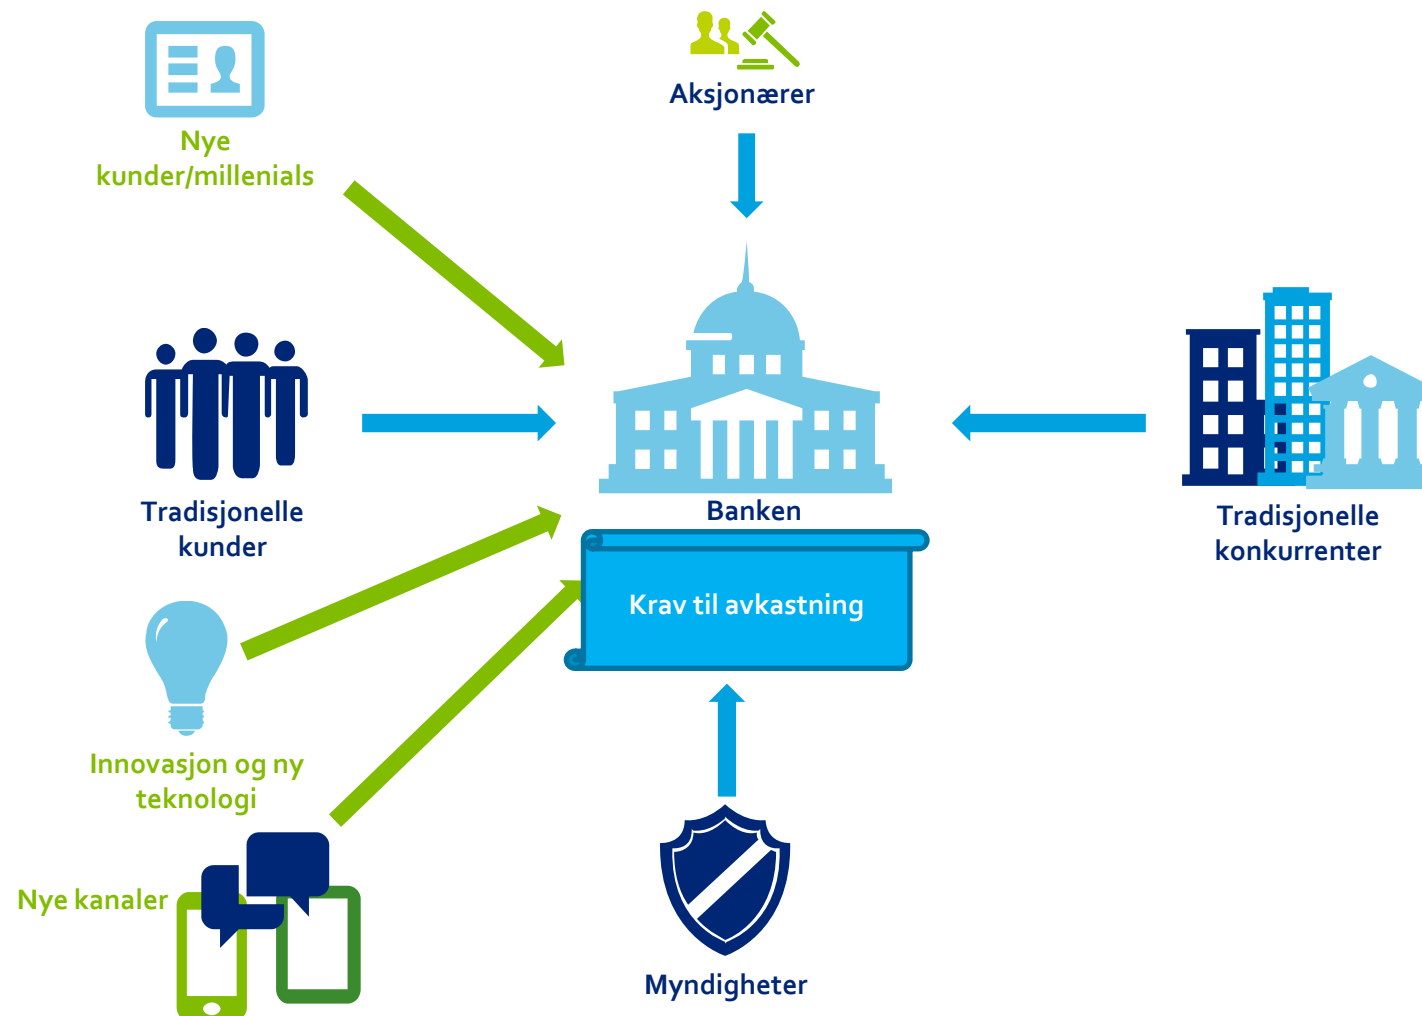 Aksjonærer
Nye
kunder/millenials
Tradisjonelle
kunder
Banken
Tradisjonelle
konkurrenter
Krav til avkastning
Innovasjon og ny
teknologi
Nye kanaler
Myndigheter